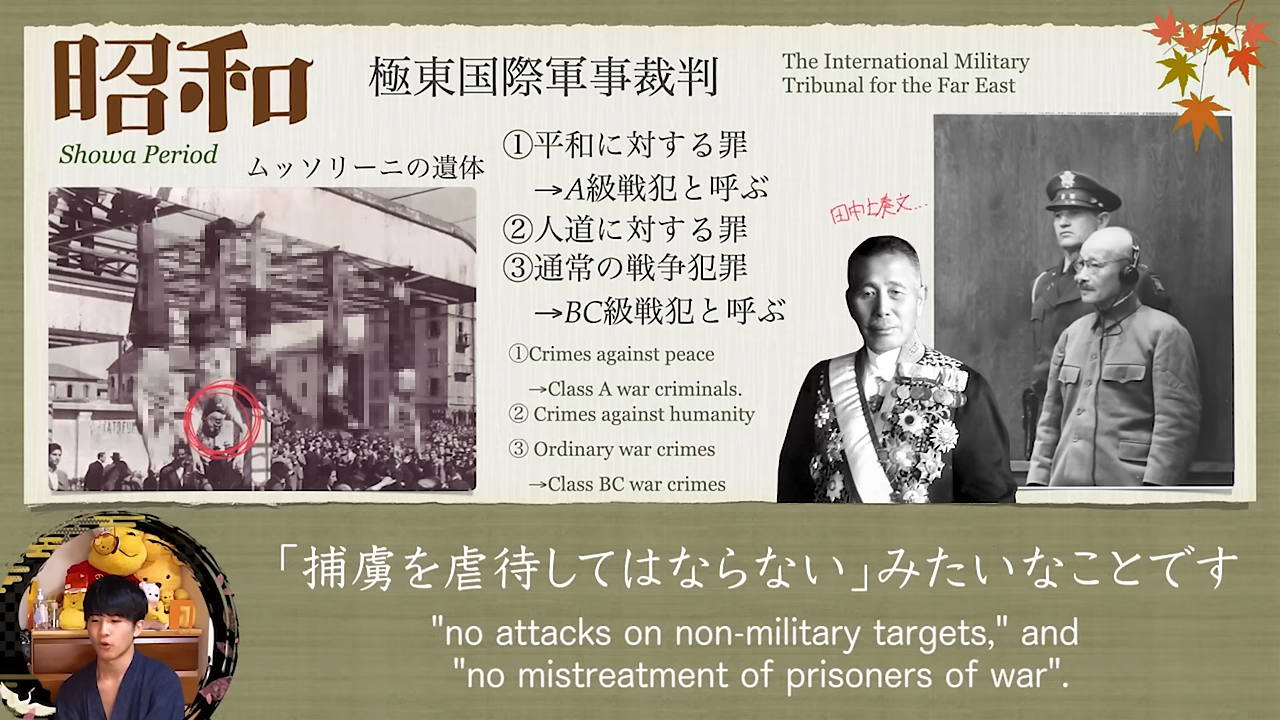 昭和
Showa Period
極東国際軍事裁判
The International Military
Tribunal for the Far East
ムッソリーニの遺体
①平和に対する罪
→A級戦犯と呼ぶ
②人道に対する罪
③通常の戦争犯罪
→BC級戦犯と呼ぶ
①Crimes against peace
→Class A war criminals.
② Crimes against humanity
③ Ordinary war crimes
→Class BC war crimes
田中上奏文...
「捕虜を虐待してはならない」みたいなことです
"no attacks on non-military targets," and
"no mistreatment of prisoners of war".